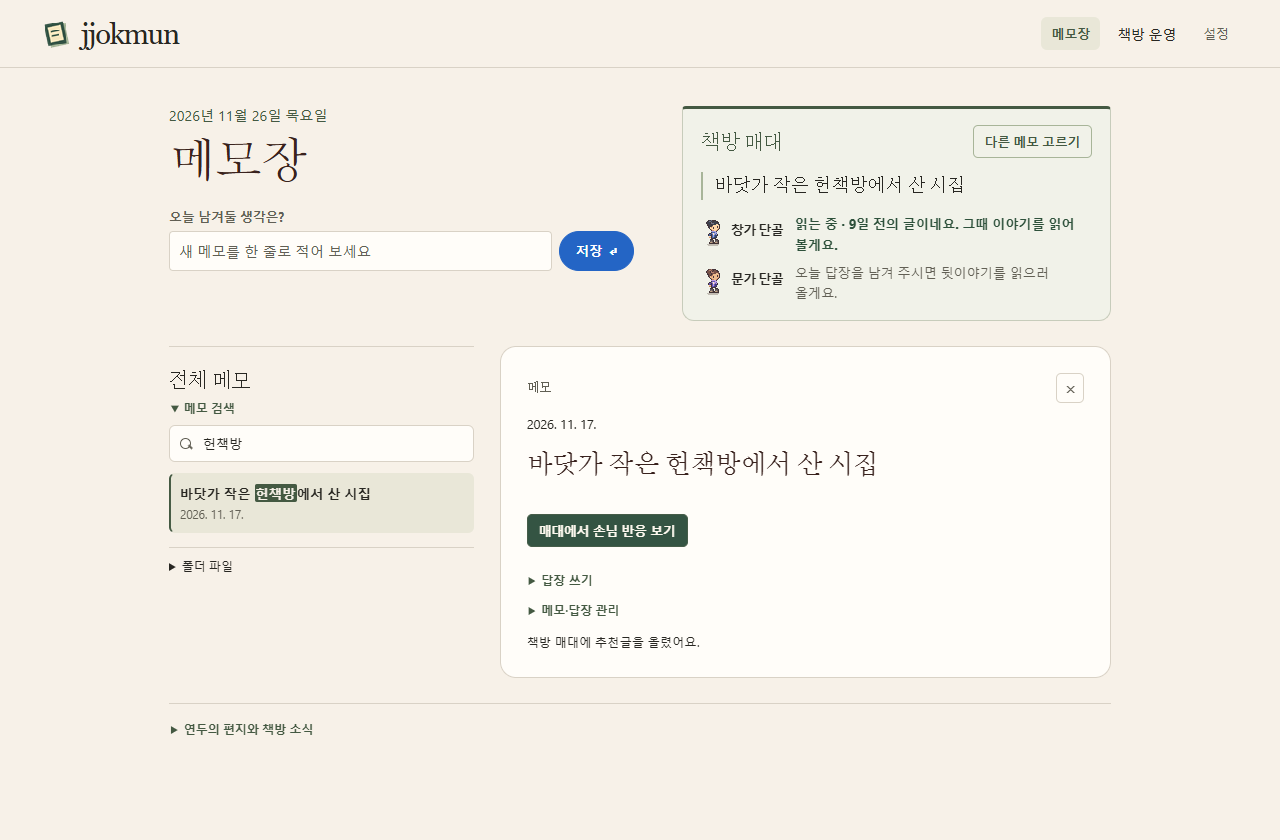 jjokmun
메모장
책방 운영
설정
2026년 11월 26일 목요일
메모장
오늘 남겨둘 생각은?
새 메모를 한 줄로 적어 보세요
저장 ↵
책방 매대
다른 메모 고르기
바닷가 작은 헌책방에서 산 시집
창가 단골
읽는 중 · 9일 전의 글이네요. 그때 이야기를 읽어
볼게요.
문가 단골
오늘 답장을 남겨 주시면 뒷이야기를 읽으러
올게요.
전체 메모
▼ 메모 검색
헌책방
바닷가 작은 헌책방에서 산 시집
2026. 11. 17.
▶ 폴더 파일
메모
×
2026. 11. 17.
바닷가 작은 헌책방에서 산 시집
매대에서 손님 반응 보기
▶ 답장 쓰기
▶ 메모·답장 관리
책방 매대에 추천글을 올렸어요.
▶ 연두의 편지와 책방 소식